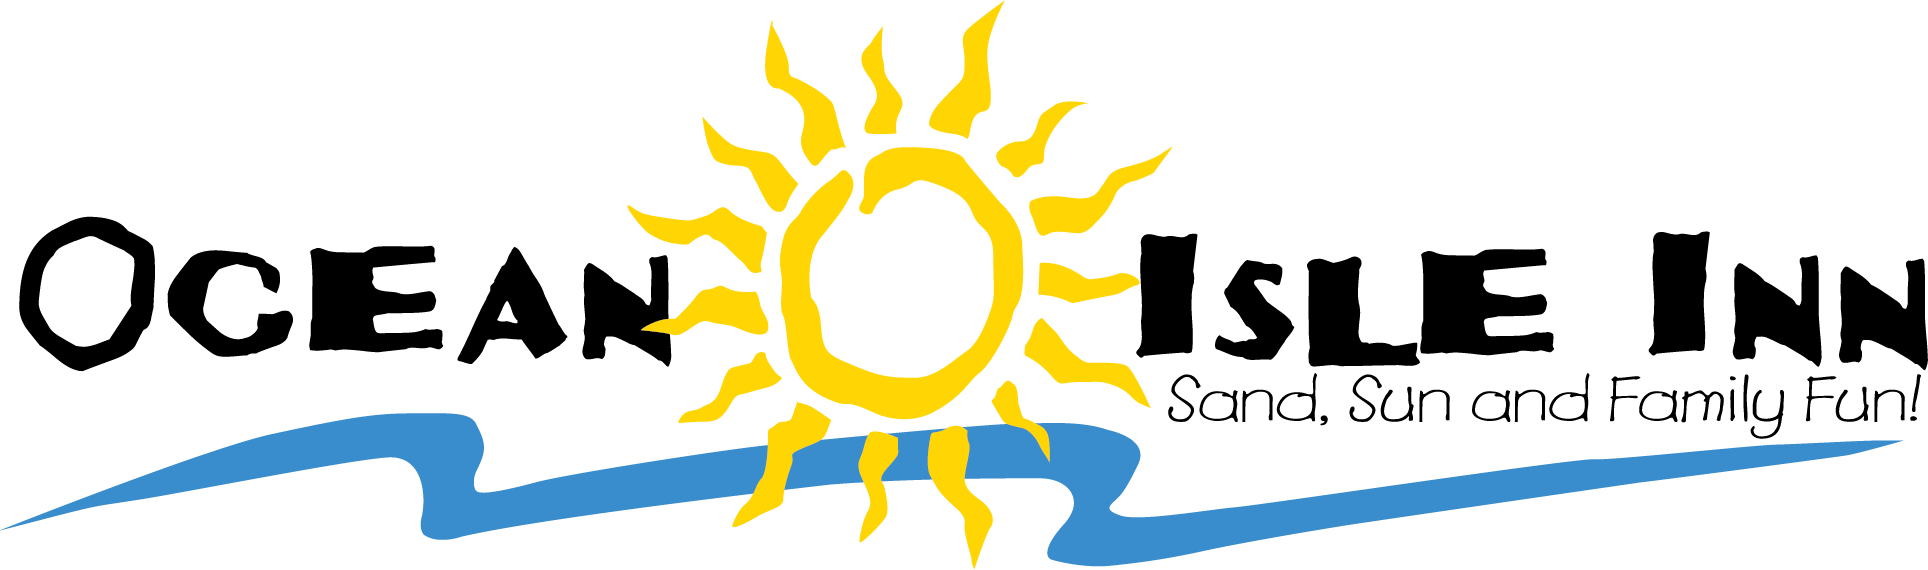 Ocean Isle Inn
Sand, Sun and Family Fun!